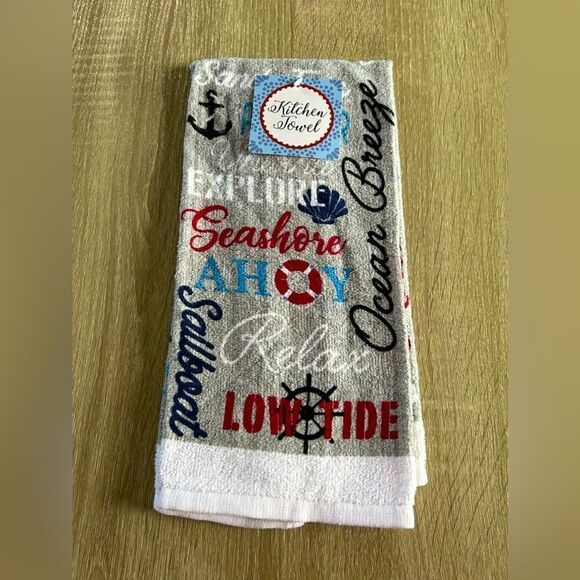 Kitchen
Towel
EXPLORE
Seashore
AHOY
Relax
LOW TIDE
Sailboat
Ocean Breeze